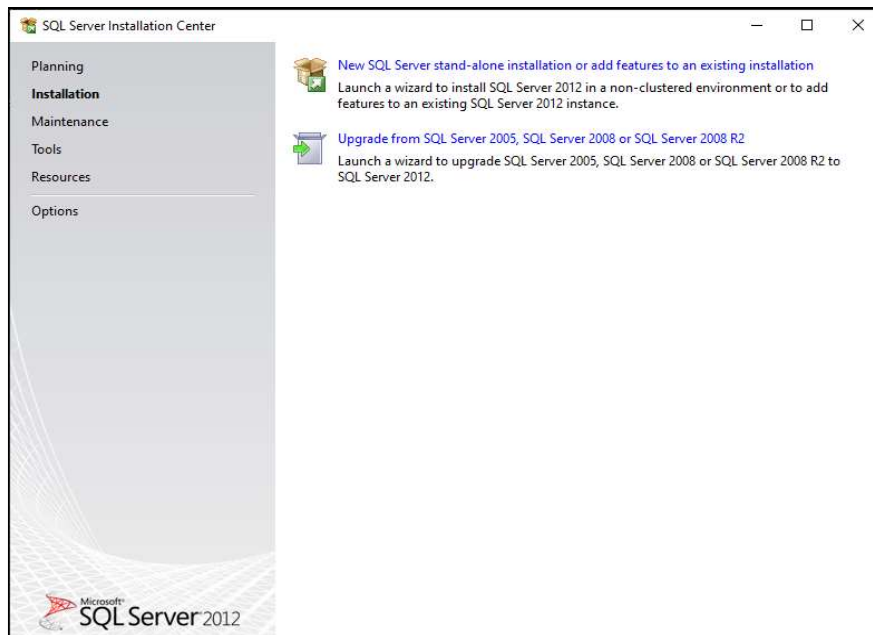 SQL Server Installation Center
Planning
Installation
Maintenance
Tools
Resources
Options
New SQL Server stand-alone installation or add features to an existing installation
Launch a wizard to install SQL Server 2012 in a non-clustered environment or to add
features to an existing SQL Server 2012 instance.
Upgrade from SQL Server 2005, SQL Server 2008 or SQL Server 2008 R2
Launch a wizard to upgrade SQL Server 2005, SQL Server 2008 or SQL Server 2008 R2 to
SQL Server 2012.
Microsoft®
SQL Server 2012